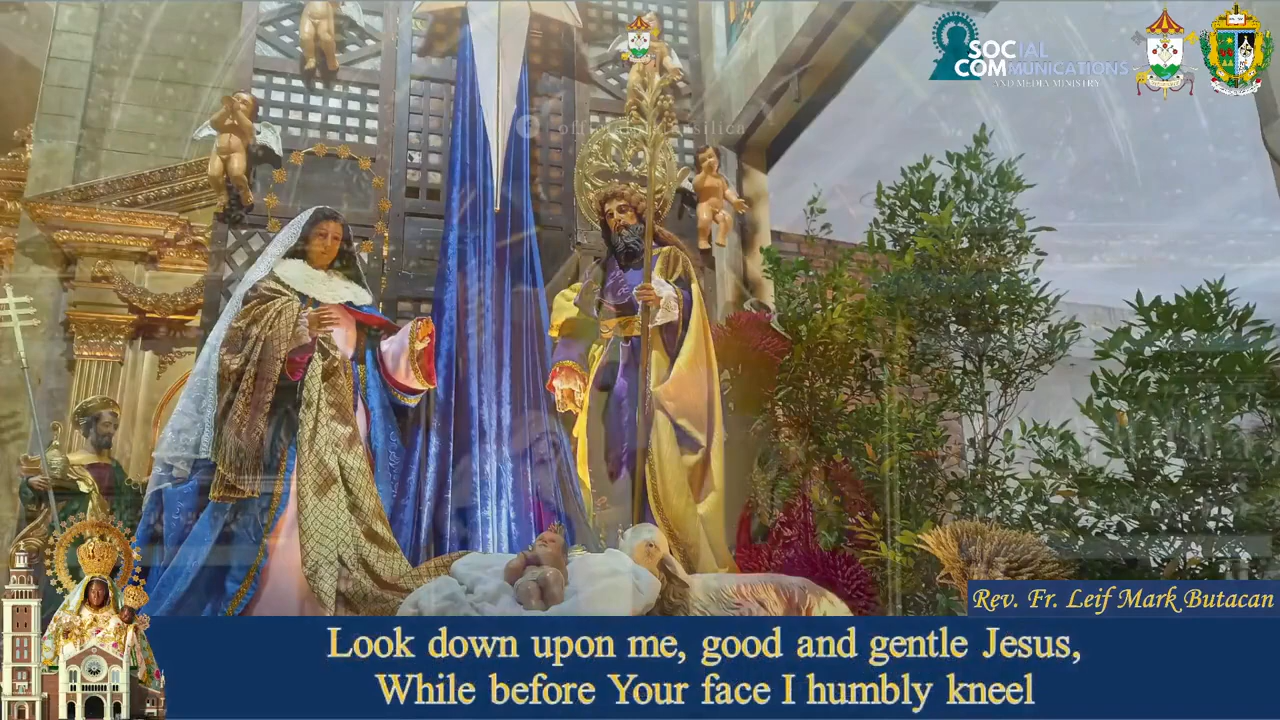 SOCIAL
COMMUNICATIONS
AND MEDIA MINISTRY
Rev. Fr. Leif Mark Butacan
Look down upon me, good and gentle Jesus,
While before Your face I humbly kneel